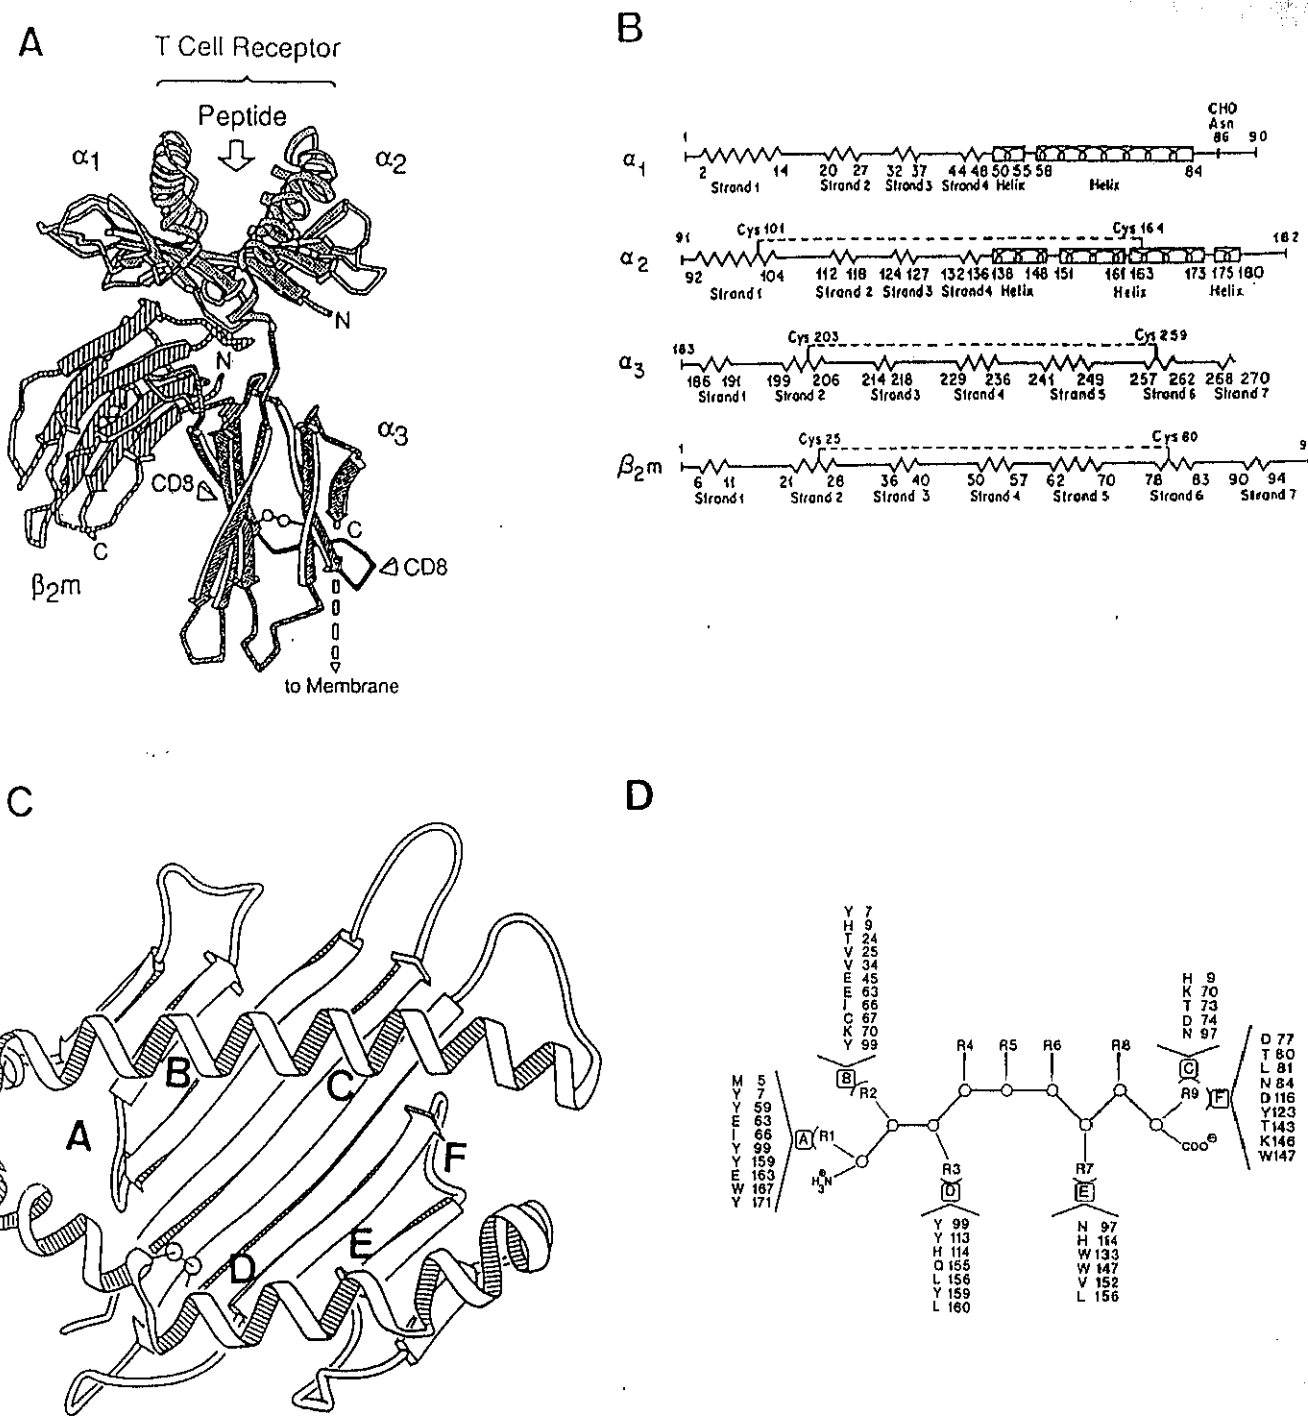 A
T Cell Receptor
Peptide
α1
α2
N
N
α3
CD8
C
C
CD8
β2m
to Membrane
B
CHO
Asn
1 86 90
α1
2 14 20 27 32 37 44 48 50 55 58 84
Strand 1 Strand 2 Strand 3 Strand 4 Helix Helix
91 Cys 101 Cys 164 182
α2
92 104 112 118 124 127 132 136 138 148 151 161 163 173 175 180
Strand 1 Strand 2 Strand 3 Strand 4 Helix Helix Helix
183 Cys 203 Cys 259
α3
186 191 199 206 214 218 229 236 241 249 257 262 268 270
Strand 1 Strand 2 Strand 3 Strand 4 Strand 5 Strand 6 Strand 7
1 Cys 25 Cys 80 9
β2m
6 11 21 28 36 40 50 57 62 70 78 83 90 94
Strand 1 Strand 2 Strand 3 Strand 4 Strand 5 Strand 6 Strand 7
C
B
C
A
F
E
D
D
Y 7
H 9
T 24
V 25
V 34
E 45
E 63
I 66
C 67
K 70
Y 99
B
R2
M 5
Y 7
Y 59
E 63
I 66
Y 99
Y 159
E 163
W 167
Y 171
A
R1
H3N⊕
R3
D
Y 99
Y 113
H 114
Q 155
L 156
Y 159
L 160
R4
R5
R6
R7
E
N 97
H 114
W 133
W 147
V 152
L 156
R8
H 9
K 70
T 73
D 74
N 97
C
R9
F
COO⊖
D 77
T 80
L 81
N 84
D 116
Y 123
T 143
K 146
W 147